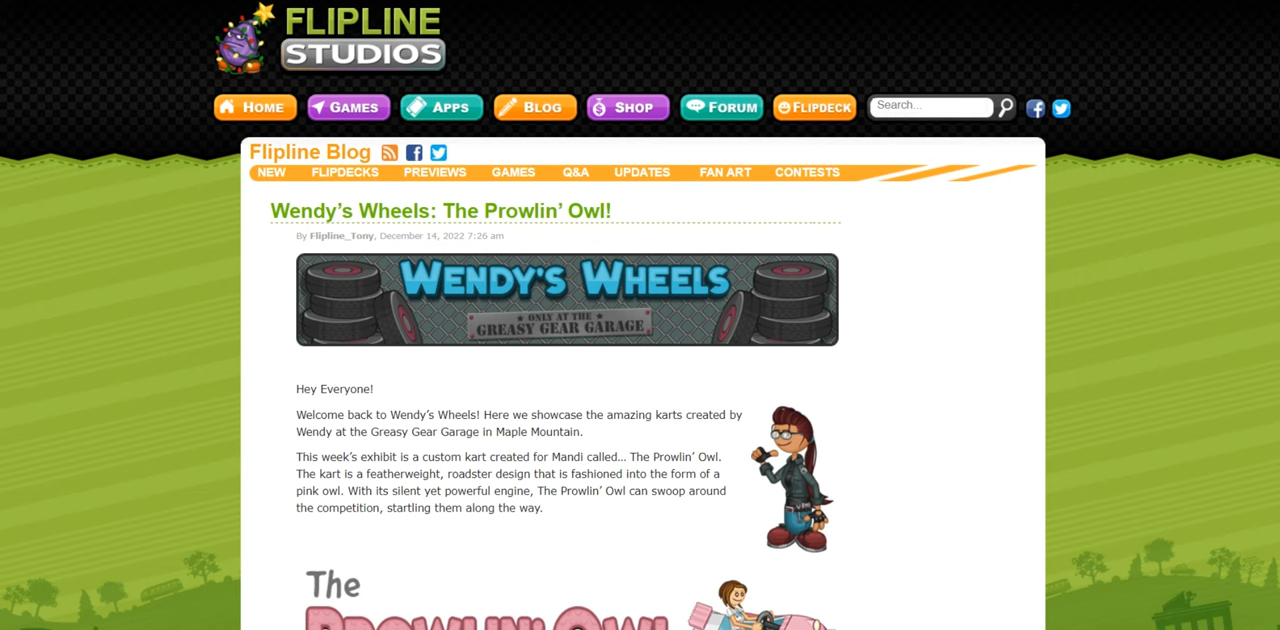 FLIPLINE
STUDIOS
HOME GAMES APPS BLOG SHOP FORUM FLIPDECK Search...
Flipline Blog
NEW FLIPDECKS PREVIEWS GAMES Q&A UPDATES FAN ART CONTESTS
Wendy’s Wheels: The Prowlin’ Owl!
By Flipline_Tony, December 14, 2022 7:26 am
WENDY'S WHEELS
ONLY AT THE
GREASY GEAR GARAGE
Hey Everyone!
Welcome back to Wendy’s Wheels! Here we showcase the amazing karts created by
Wendy at the Greasy Gear Garage in Maple Mountain.
This week’s exhibit is a custom kart created for Mandi called… The Prowlin’ Owl.
The kart is a featherweight, roadster design that is fashioned into the form of a
pink owl. With its silent yet powerful engine, The Prowlin’ Owl can swoop around
the competition, startling them along the way.
The
PROWLIN' OWL